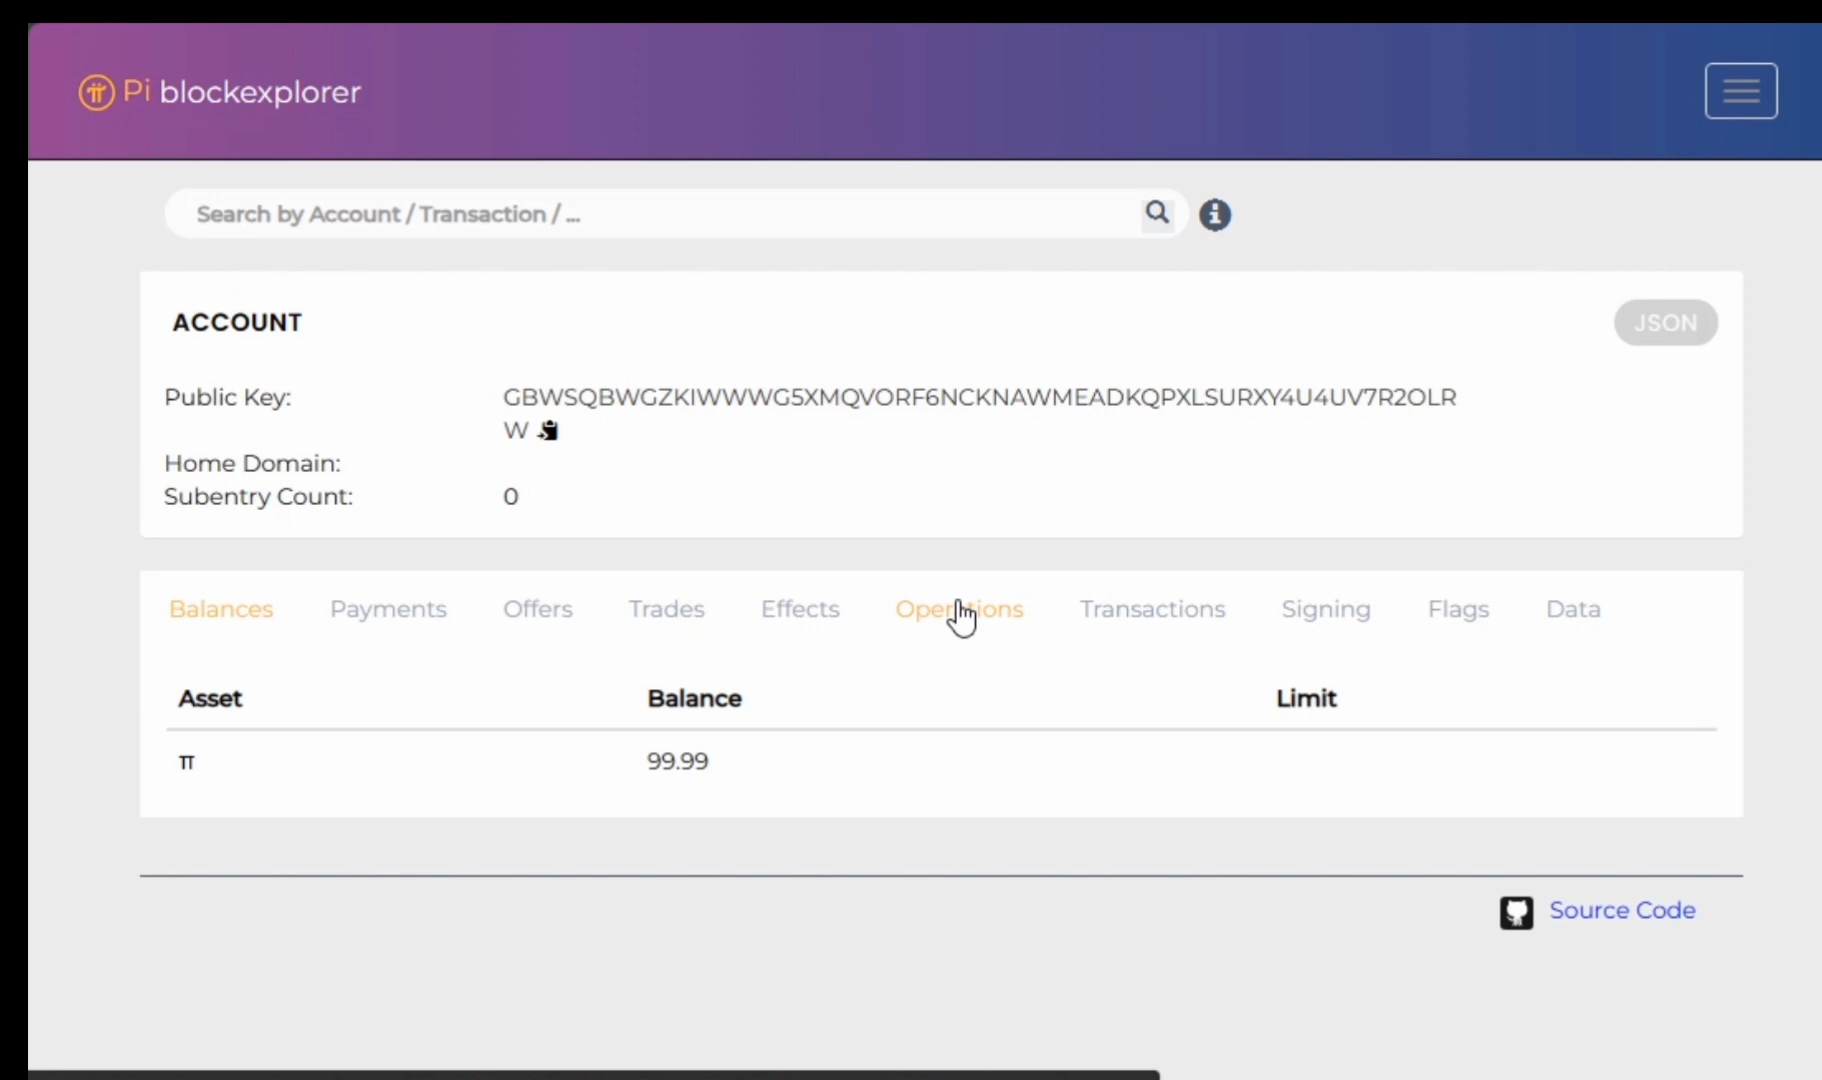 Pi blockexplorer
Search by Account / Transaction / ...
ACCOUNT
JSON
Public Key: GBWSQBWGZKIWWWG5XMQVORF6NCKNAWMEADKQPXLSURXY4U4UV7R2OLR
W
Home Domain:
Subentry Count: 0
Balances Payments Offers Trades Effects Operations Transactions Signing Flags Data
Asset Balance Limit
π 99.99
Source Code